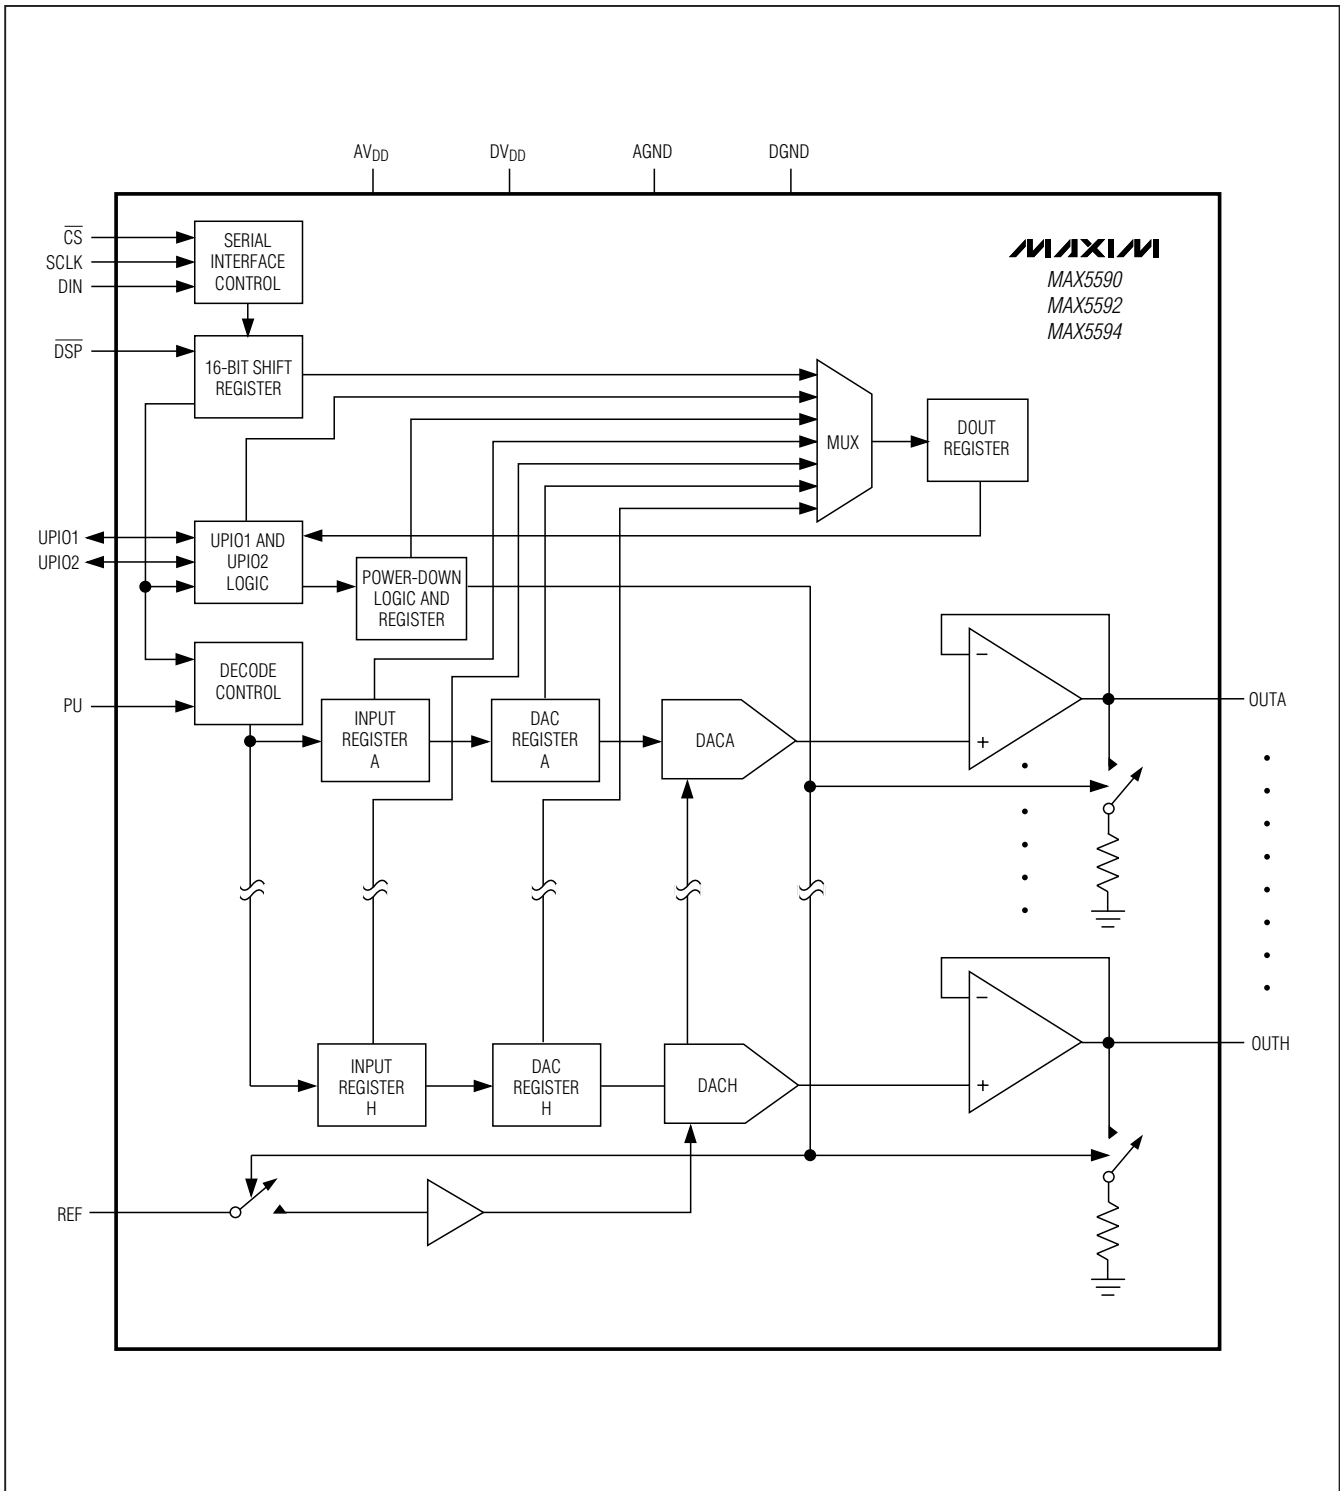 AVDD DVDD AGND DGND
CS
SCLK
DIN
SERIAL
INTERFACE
CONTROL
MAXIM
MAX5590
MAX5592
MAX5594
DSP
16-BIT SHIFT
REGISTER
MUX
DOUT
REGISTER
UPIO1
UPIO2
UPIO1 AND
UPIO2
LOGIC
POWER-DOWN
LOGIC AND
REGISTER
DECODE
CONTROL
PU
INPUT
REGISTER
A
DAC
REGISTER
A
DACA
−
+
OUTA
INPUT
REGISTER
H
DAC
REGISTER
H
DACH
−
+
OUTH
REF